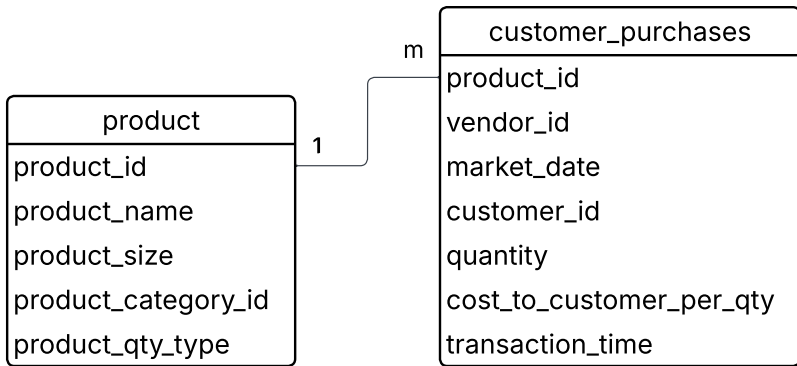 product
product_id
product_name
product_size
product_category_id
product_qty_type
1
m
customer_purchases
product_id
vendor_id
market_date
customer_id
quantity
cost_to_customer_per_qty
transaction_time